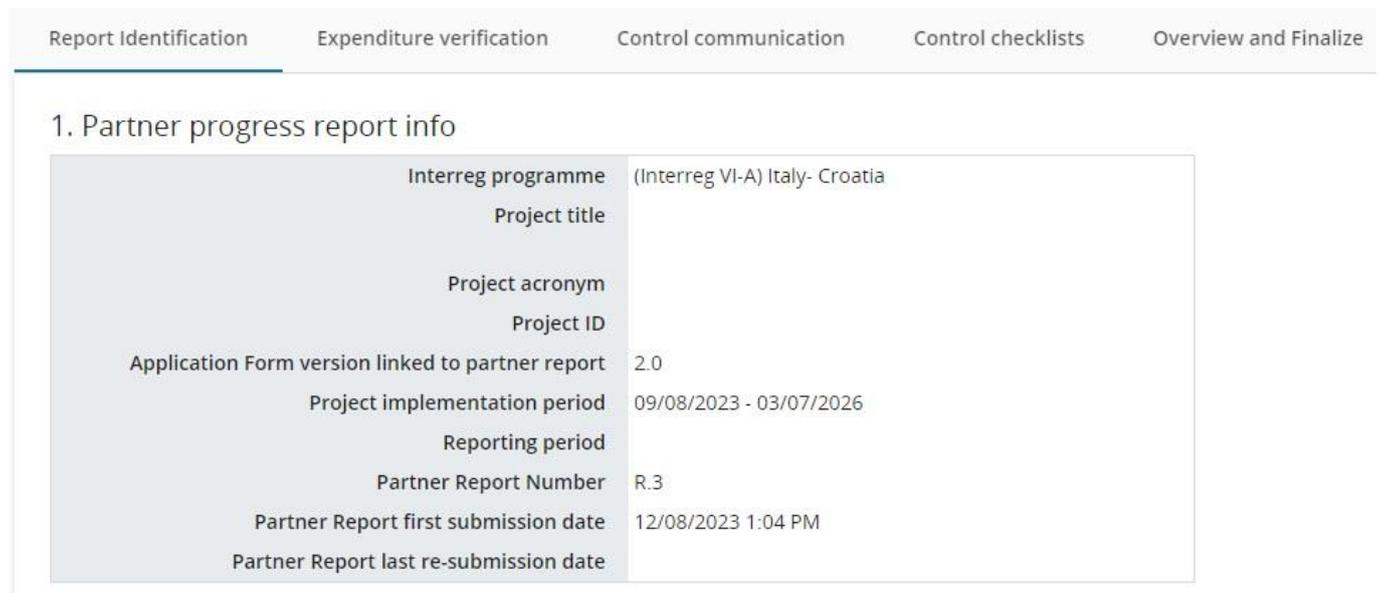 Report Identification Expenditure verification Control communication Control checklists Overview and Finalize
1. Partner progress report info
Interreg programme (Interreg VI-A) Italy- Croatia
Project title
Project acronym
Project ID
Application Form version linked to partner report 2.0
Project implementation period 09/08/2023 - 03/07/2026
Reporting period
Partner Report Number R.3
Partner Report first submission date 12/08/2023 1:04 PM
Partner Report last re-submission date